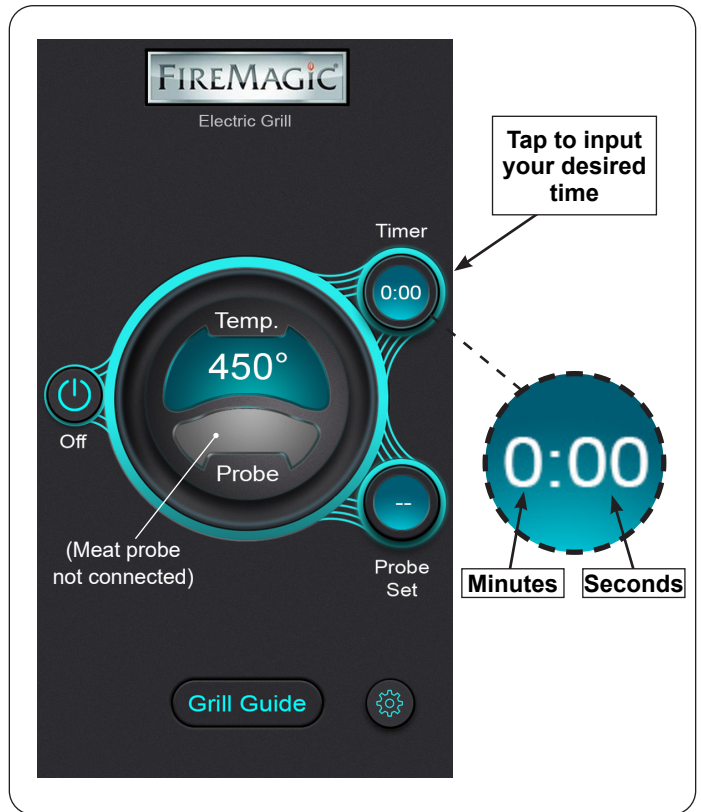 FIREMAGIC
Electric Grill
Tap to input
your desired
time
Timer
0:00
Temp.
450°
Off
Probe
--
0:00
(Meat probe
not connected)
Probe
Set
Minutes
Seconds
Grill Guide